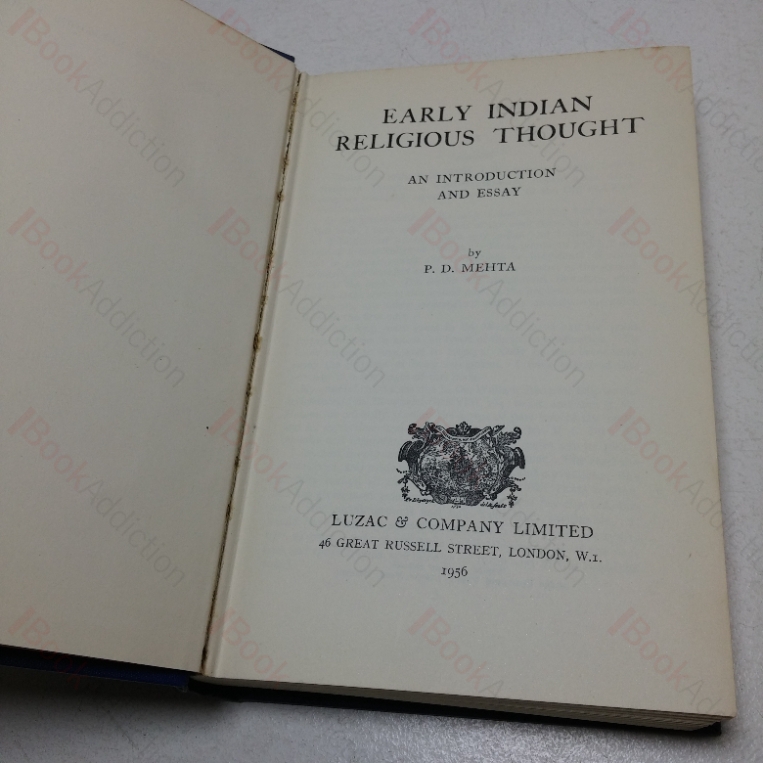 EARLY INDIAN
RELIGIOUS THOUGHT
AN INTRODUCTION
AND ESSAY
by
P. D. MEHTA
LUZAC & COMPANY LIMITED
46 GREAT RUSSELL STREET, LONDON, W.1.
1956
BookAddiction